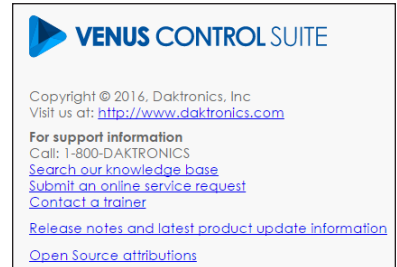 VENUS CONTROL SUITE
Copyright © 2016, Daktronics, Inc
Visit us at: http://www.daktronics.com
For support information
Call: 1-800-DAKTRONICS
Search our knowledge base
Submit an online service request
Contact a trainer
Release notes and latest product update information
Open Source attributions